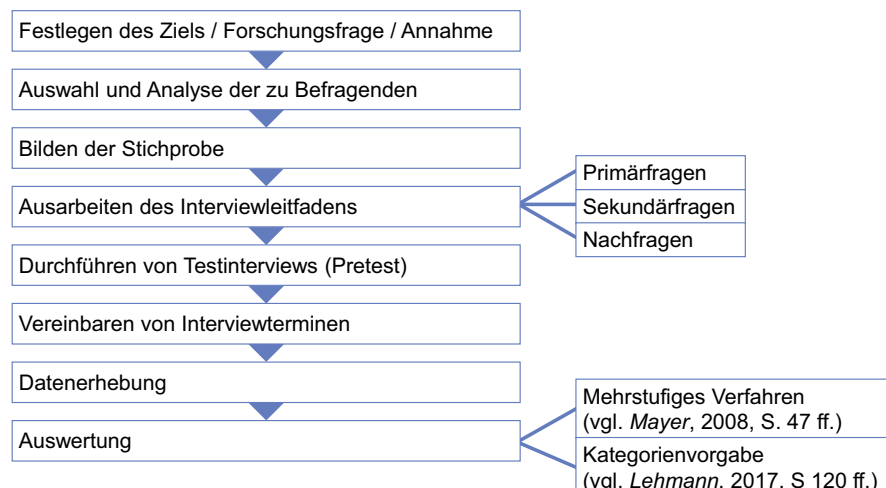 Festlegen des Ziels / Forschungsfrage / Annahme
Auswahl und Analyse der zu Befragenden
Bilden der Stichprobe
Ausarbeiten des Interviewleitfadens
Primärfragen
Sekundärfragen
Nachfragen
Durchführen von Testinterviews (Pretest)
Vereinbaren von Interviewterminen
Datenerhebung
Auswertung
Mehrstufiges Verfahren
(vgl. Mayer, 2008, S. 47 ff.)
Kategorienvorgabe
(vgl. Lehmann, 2017, S 120 ff.)